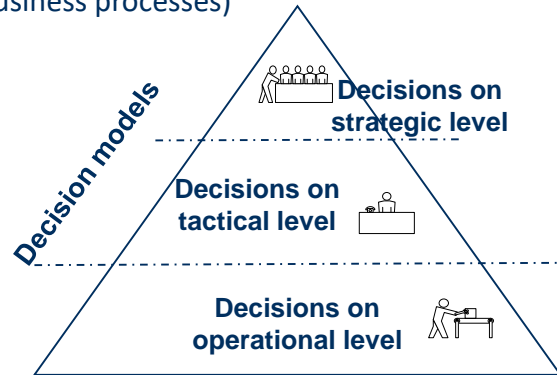 usiness processes)
Decisions on
strategic level
Decision models
Decisions on
tactical level
Decisions on
operational level